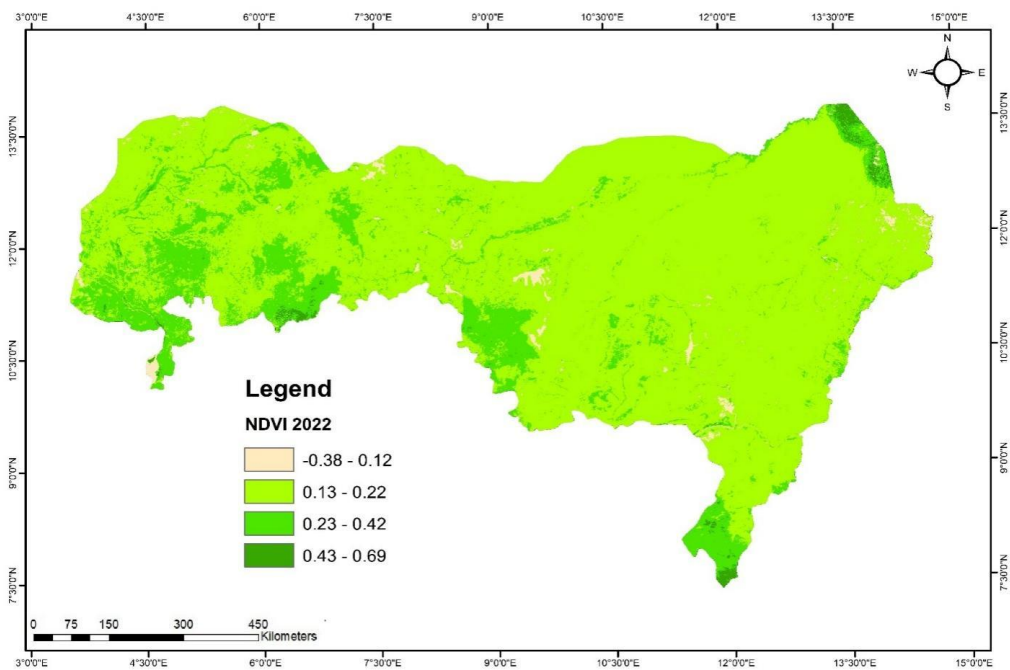 3°0'0"E 4°30'0"E 6°0'0"E 7°30'0"E 9°0'0"E 10°30'0"E 12°0'0"E 13°30'0"E 15°0'0"E
N
W E
S
13°30'0"N 13°30'0"N
12°0'0"N 12°0'0"N
10°30'0"N 10°30'0"N
Legend
NDVI 2022
-0.38 - 0.12
0.13 - 0.22
0.23 - 0.42
0.43 - 0.69
9°0'0"N 9°0'0"N
7°30'0"N 7°30'0"N
0 75 150 300 450
Kilometers
3°0'0"E 4°30'0"E 6°0'0"E 7°30'0"E 9°0'0"E 10°30'0"E 12°0'0"E 13°30'0"E 15°0'0"E